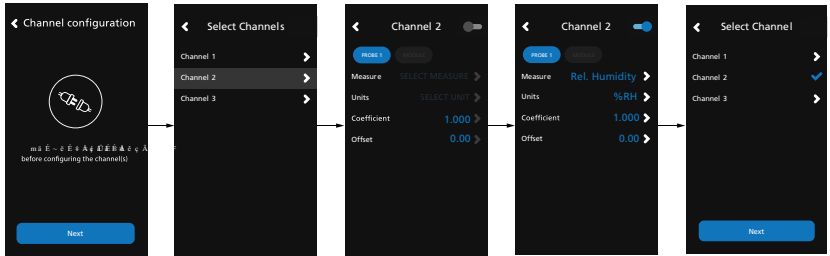 Channel configuration
before configuring the channel(s)
Next
Select Channels
Channel 1
Channel 2
Channel 3
Channel 2
PROBE 1
MODULE
Measure SELECT MEASURE
Units SELECT UNIT
Coefficient 1.000
Offset 0.00
Channel 2
PROBE 1
MODULE
Measure Rel. Humidity
Units %RH
Coefficient 1.000
Offset 0.00
Select Channel
Channel 1
Channel 2
Channel 3
Next